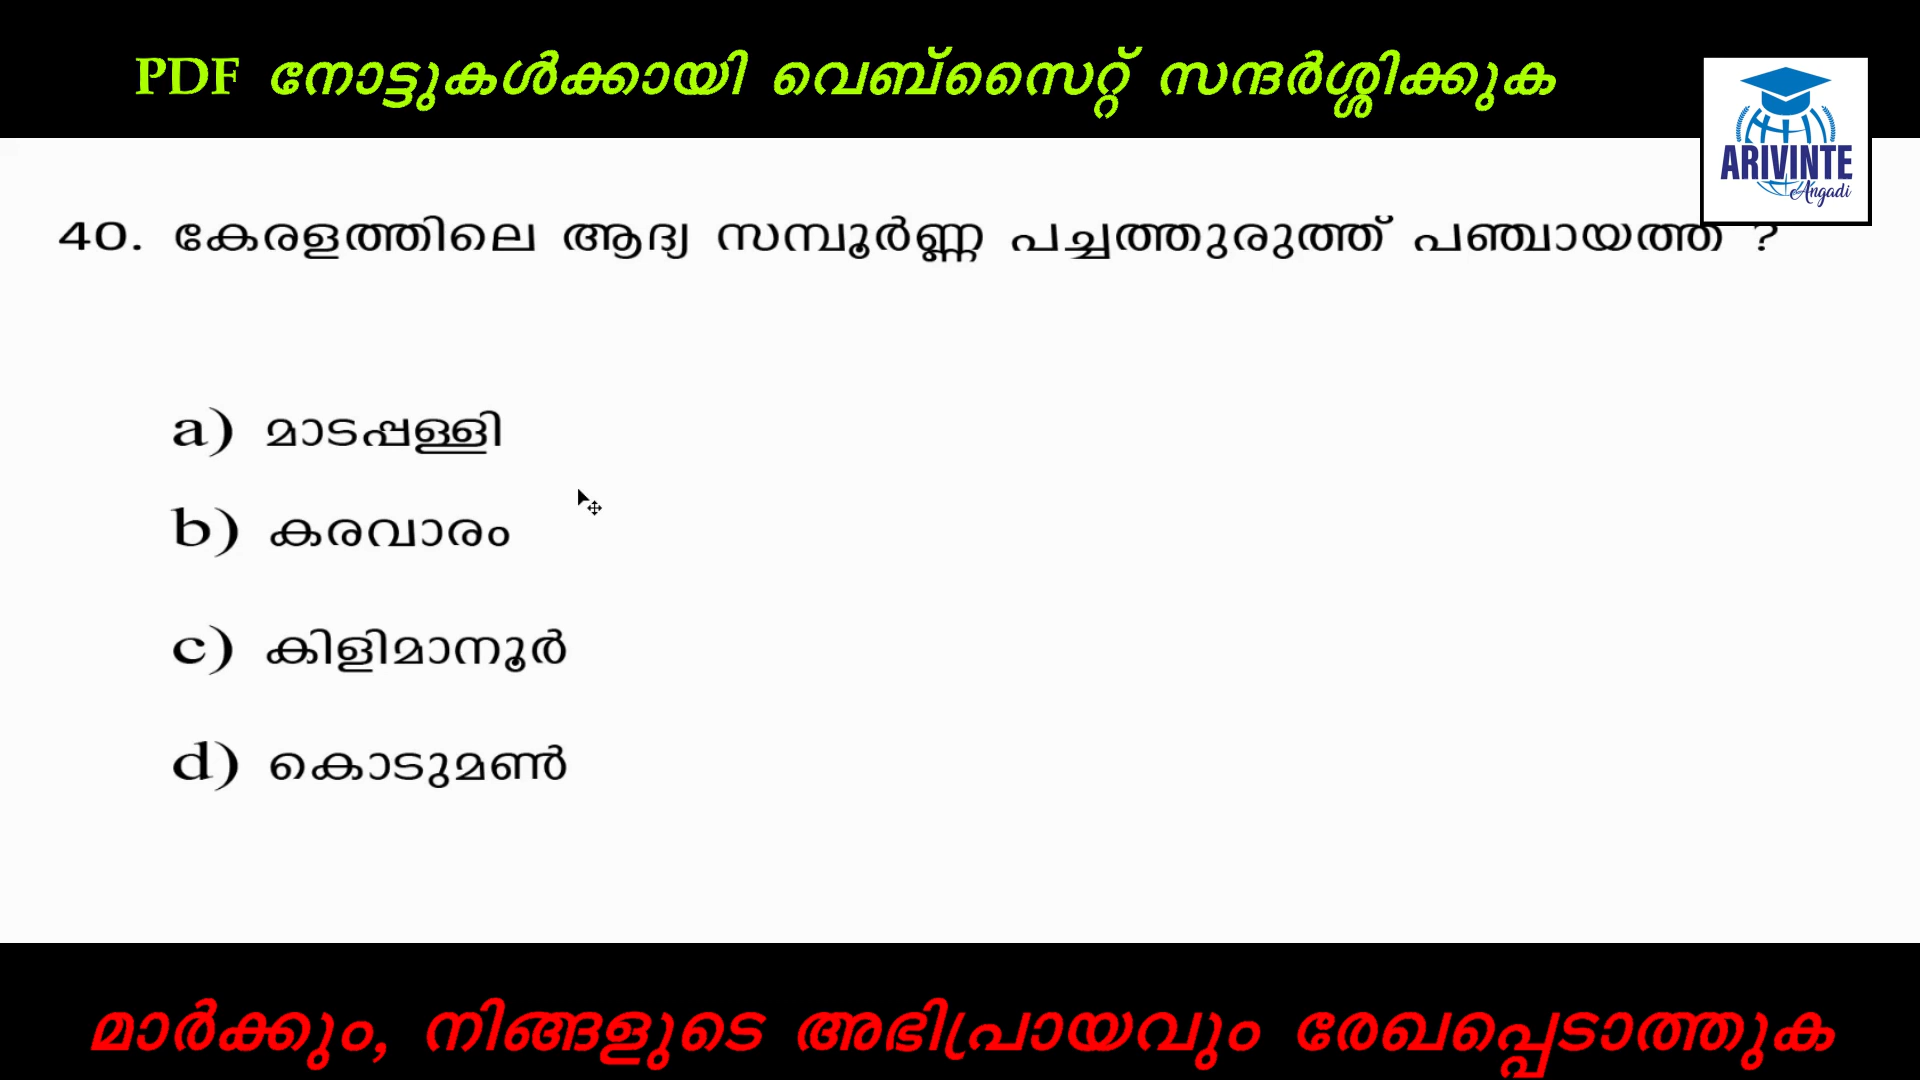 PDF നോട്ടുകൾക്കായി വെബ്സൈറ്റ് സന്ദർശ്ശിക്കുക
ARIVINTE
Angadi
40. കേരളത്തിലെ ആദ്യ സമ്പൂർണ്ണ പച്ചത്തുരുത്ത് പഞ്ചായത്ത് ?
a) മാടപ്പള്ളി
b) കരവാരം
c) കിളിമാനൂർ
d) കൊടുമൺ
മാർക്കും, നിങ്ങളുടെ അഭിപ്രായവും രേഖപ്പെടാത്തുക